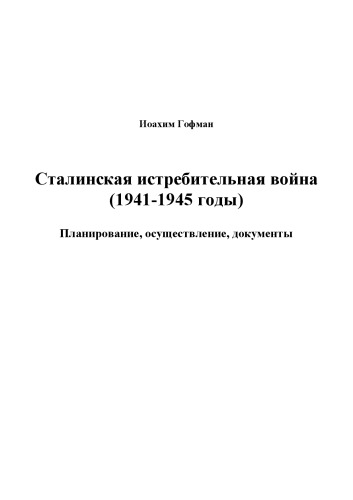 Иоахим Гофман
Сталинская истребительная война
(1941-1945 годы)
Планирование, осуществление, документы